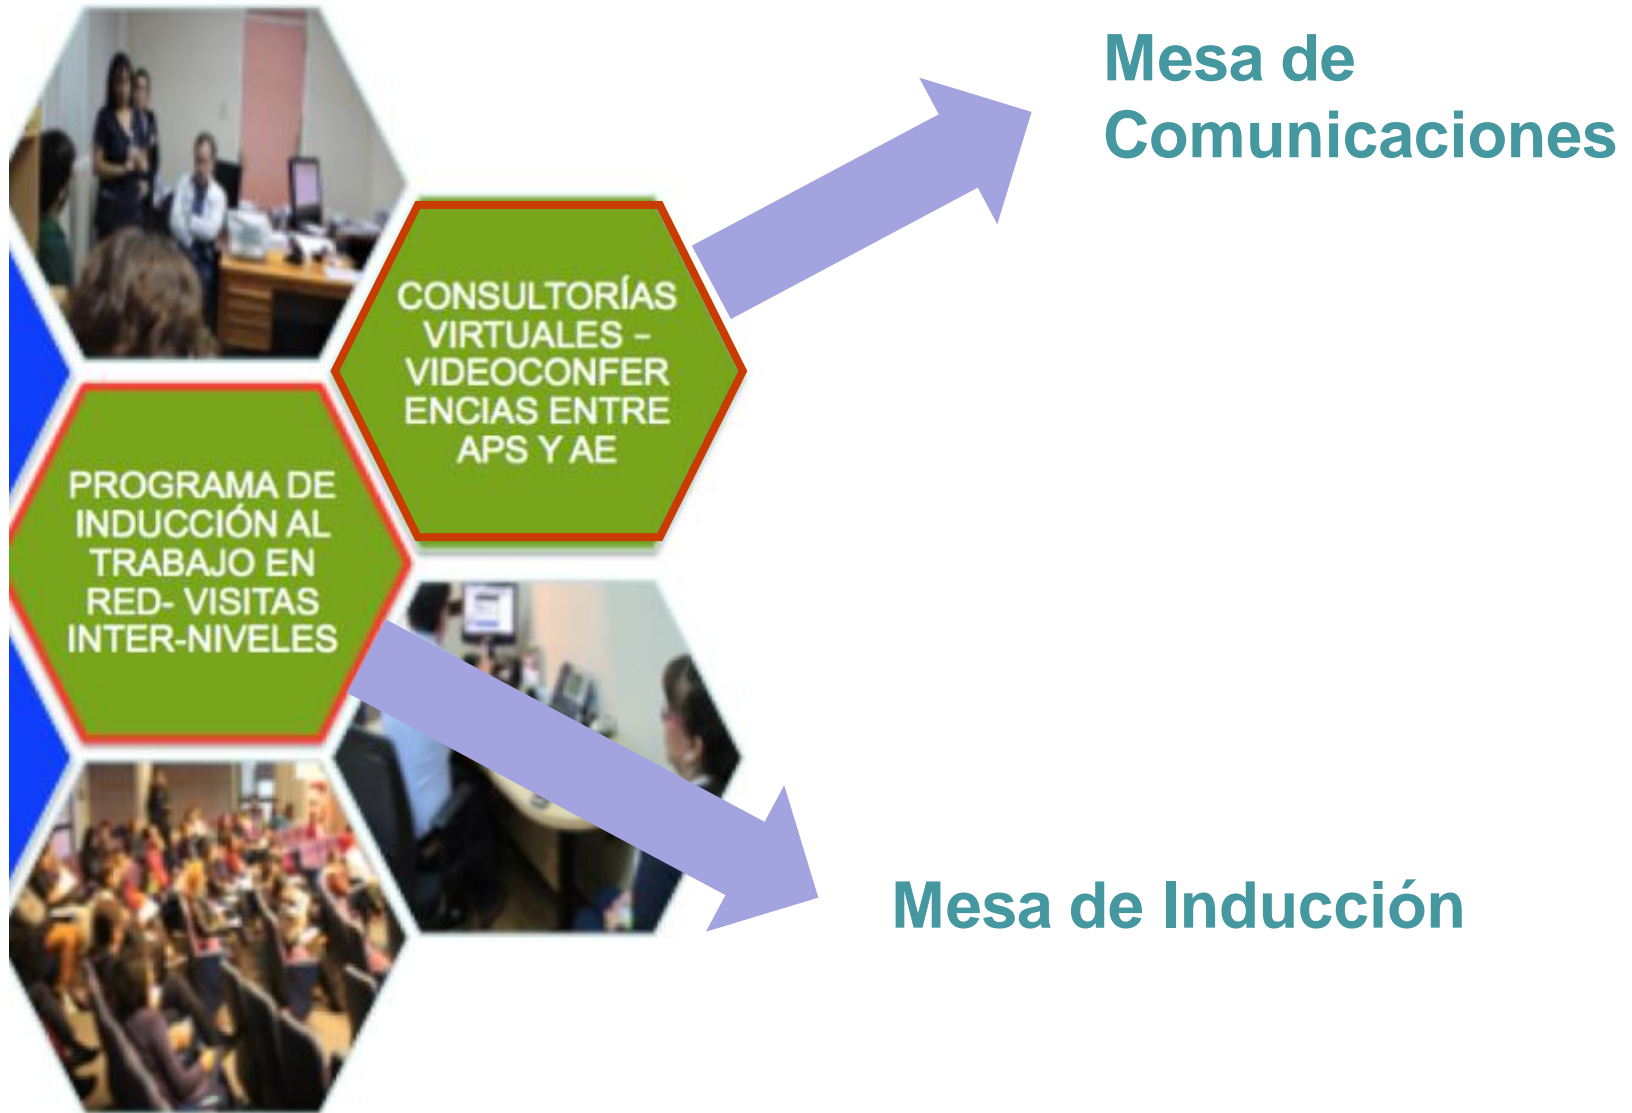 Mesa de
Comunicaciones
CONSULTORÍAS
VIRTUALES –
VIDEOCONFER
ENCIAS ENTRE
APS Y AE
PROGRAMA DE
INDUCCIÓN AL
TRABAJO EN
RED- VISITAS
INTER-NIVELES
Mesa de Inducción